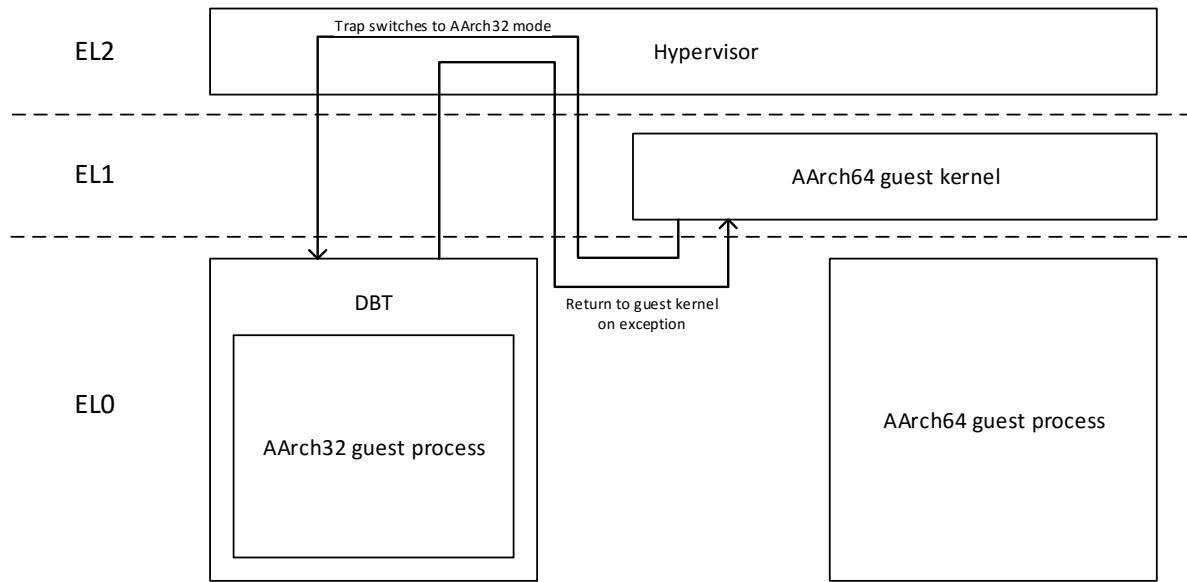 Trap switches to AArch32 mode
EL2
Hypervisor
EL1
AArch64 guest kernel
DBT
Return to guest kernel
on exception
EL0
AArch32 guest process
AArch64 guest process